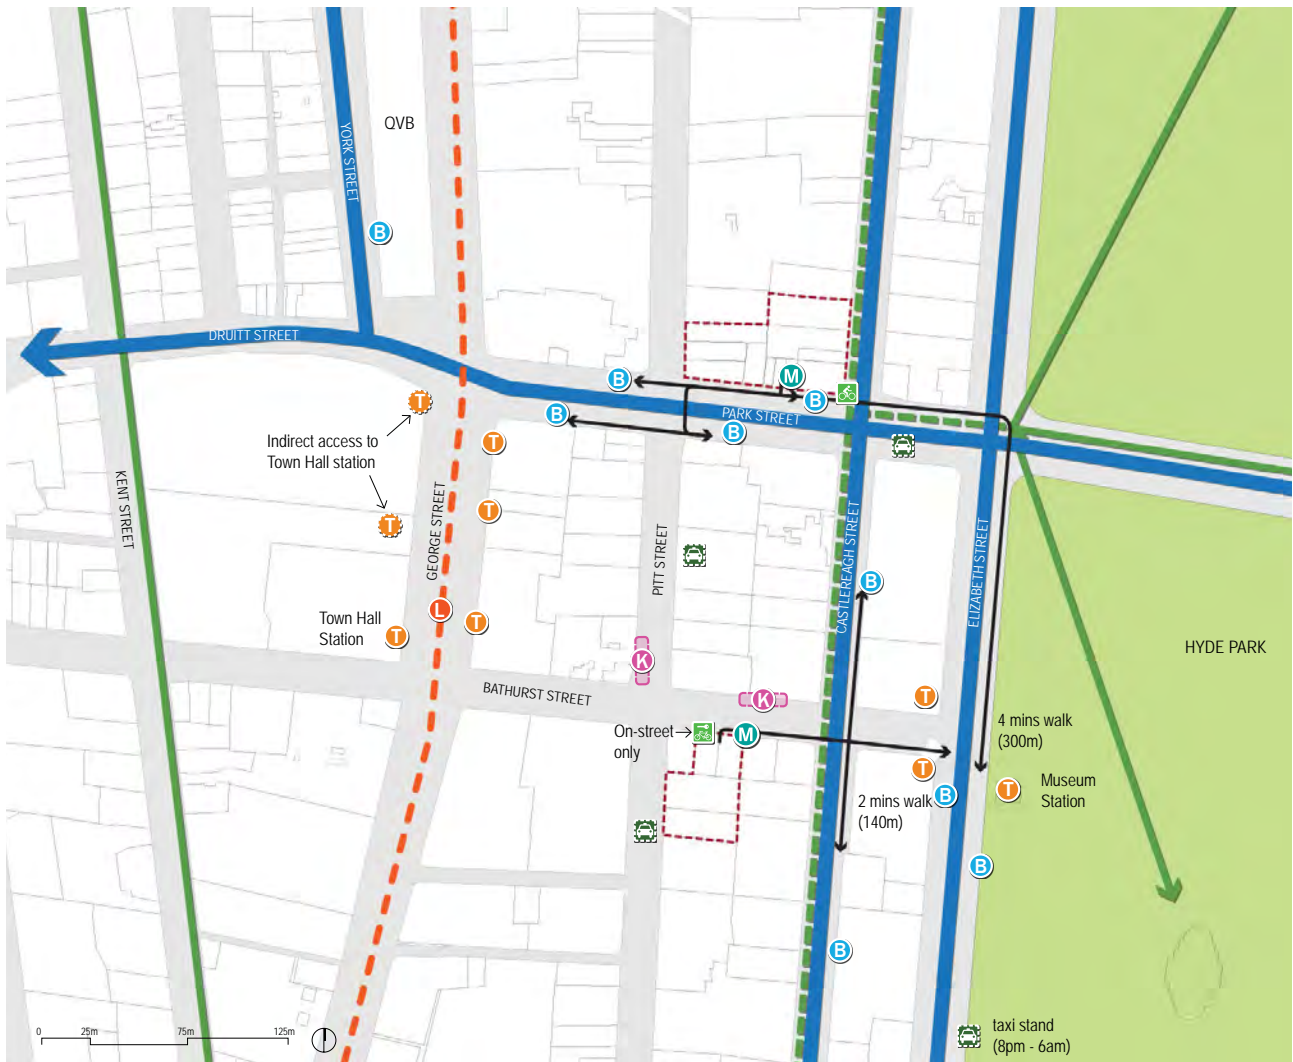 QVB
YORK STREET
B
DRUITT STREET
M
B
B
T
PARK STREET
B
B
T
Indirect access to
Town Hall station
KENT STREET
T
T
GEORGE STREET
PITT STREET
CASTLEREAGH STREET
ELIZABETH STREET
B
L
T
Town Hall
Station
T
HYDE PARK
K
BATHURST STREET
K
T
On-street
only
M
4 mins walk
(300m)
T
Museum
Station
T
B
2 mins walk
(140m)
B
B
taxi stand
(8pm - 6am)
0
25m
75m
125m